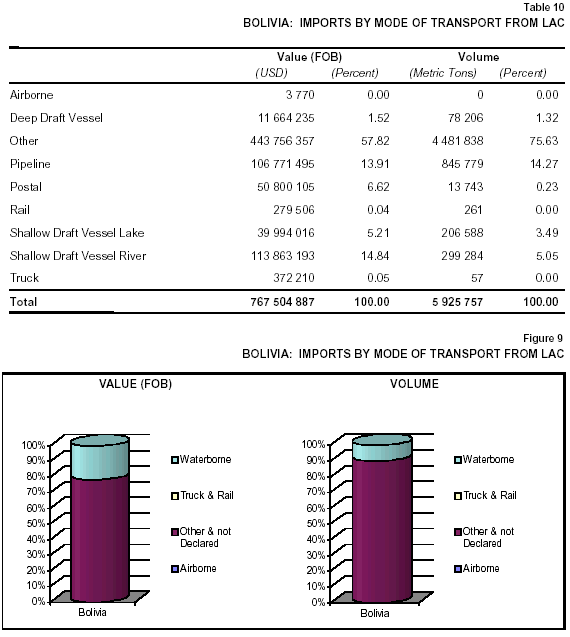 Table 10
BOLIVIA: IMPORTS BY MODE OF TRANSPORT FROM LAC
Value (FOB) Volume
(USD) (Percent) (Metric Tons) (Percent)
Airborne 3 770 0.00 0 0.00
Deep Draft Vessel 11 664 235 1.52 78 206 1.32
Other 443 756 357 57.82 4 481 838 75.63
Pipeline 106 771 495 13.91 845 779 14.27
Postal 50 800 105 6.62 13 743 0.23
Rail 279 506 0.04 261 0.00
Shallow Draft Vessel Lake 39 994 016 5.21 206 588 3.49
Shallow Draft Vessel River 113 863 193 14.84 299 284 5.05
Truck 372 210 0.05 57 0.00
Total 767 504 887 100.00 5 925 757 100.00
Figure 9
BOLIVIA: IMPORTS BY MODE OF TRANSPORT FROM LAC
VALUE (FOB)
100%
90%
80%
70%
60%
50%
40%
30%
20%
10%
0%
Bolivia
Waterborne
Truck & Rail
Other & not
Declared
Airborne
VOLUME
100%
90%
80%
70%
60%
50%
40%
30%
20%
10%
0%
Bolivia
Waterborne
Truck & Rail
Other & not
Declared
Airborne